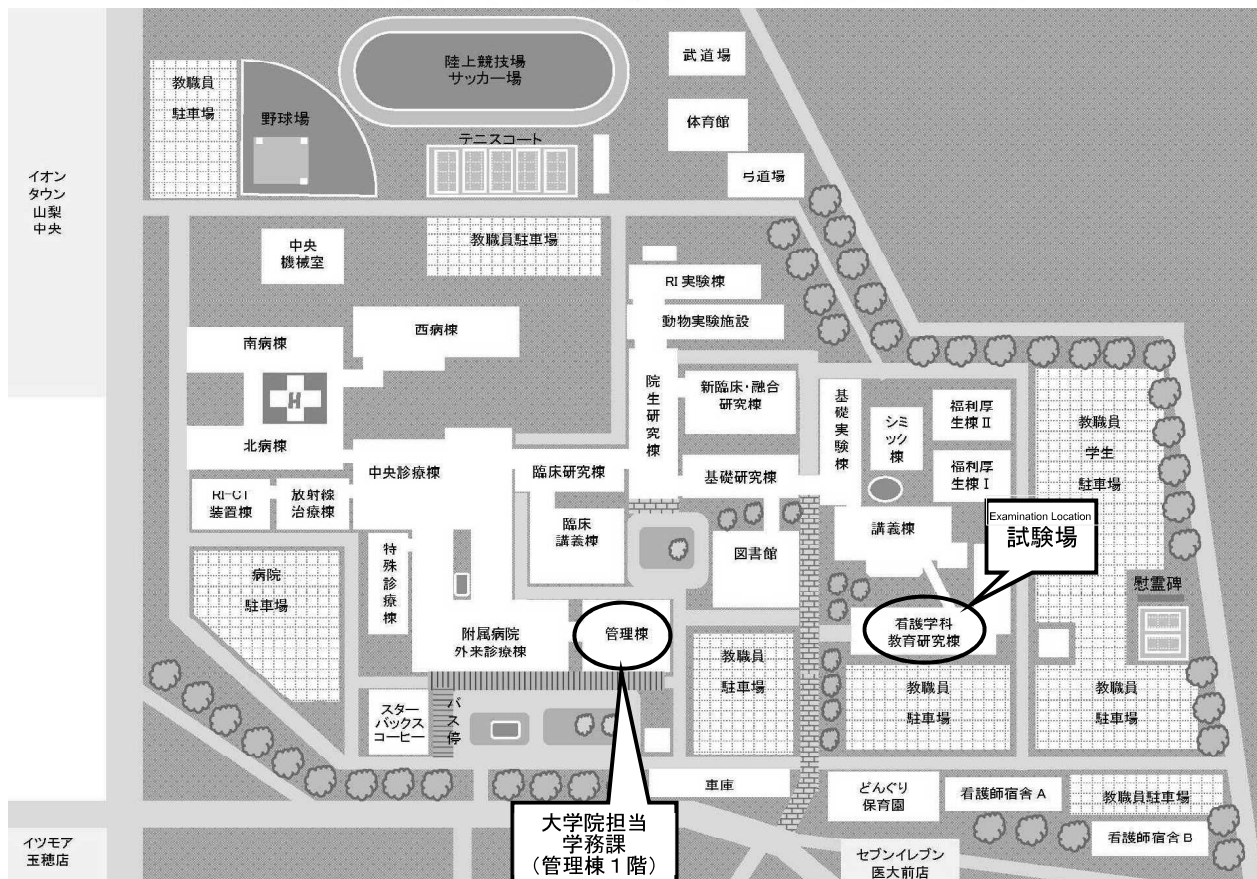 陸上競技場
サッカー場
武道場
教職員
駐車場
野球場
体育館
テニスコート
弓道場
イオン
タウン
山梨
中央
中央
機械室
教職員駐車場
RI 実験棟
動物実験施設
南病棟
西病棟
院生研究棟
新臨床・融合
研究棟
基礎実験棟
シミック棟
福利厚
生棟Ⅱ
教職員
学生
駐車場
北病棟
中央診療棟
臨床研究棟
基礎研究棟
福利厚
生棟Ⅰ
RI-CT
装置棟
放射線
治療棟
Examination Location
試験場
臨床
講義棟
講義棟
特殊診療棟
図書館
病院
駐車場
慰霊碑
附属病院
外来診療棟
管理棟
看護学科
教育研究棟
教職員
駐車場
教職員
駐車場
教職員
駐車場
スター
バックス
コーヒー
バス停
車庫
どんぐり
保育園
看護師宿舎 A
教職員駐車場
大学院担当
学務課
（管理棟１階）
看護師宿舎 B
イツモア
玉穂店
セブンイレブン
医大前店
H